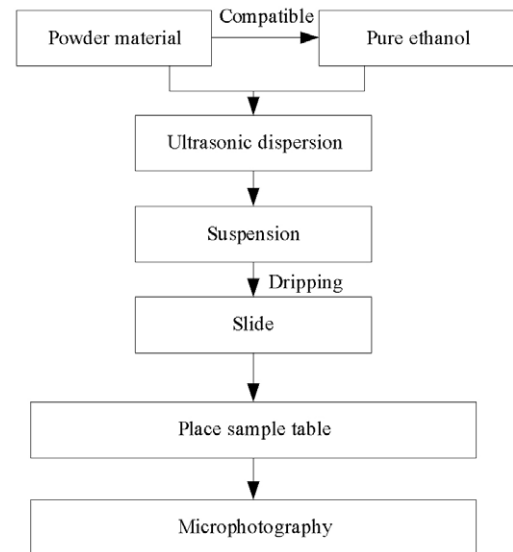 Compatible
Powder material
Pure ethanol
Ultrasonic dispersion
Suspension
Dripping
Slide
Place sample table
Microphotography